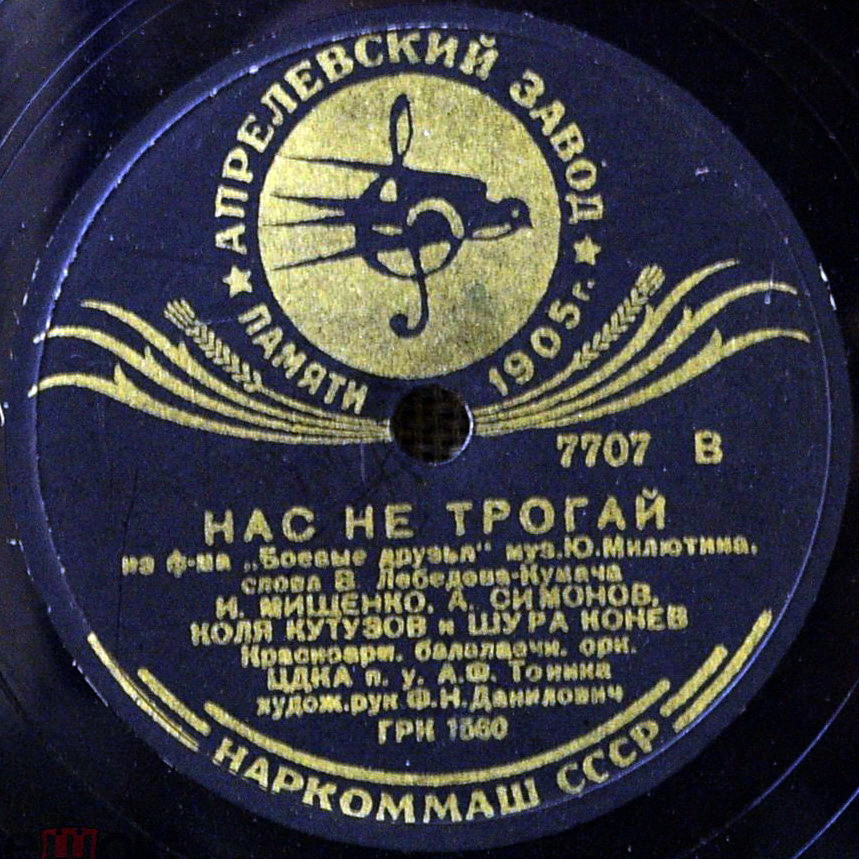 АПРЕЛЕВСКИЙ ЗАВОД
★ ПАМЯТИ 1905 г. ★
7707 В
НАС НЕ ТРОГАЙ
из ф-ма „Боевые друзья" муз. Ю. Милютина,
слова В. Лебедева-Кумача
И. МИЩЕНКО, А. СИМОНОВ,
КОЛЯ КУТУЗОВ и ШУРА КОНЕВ
Красноарм. балалаечн. орк.
ЦДКА п. у. А.Ф. Тонина
худож. рук Ф.Н. Данилович
ГРК 1560
НАРКОММАШ СССР